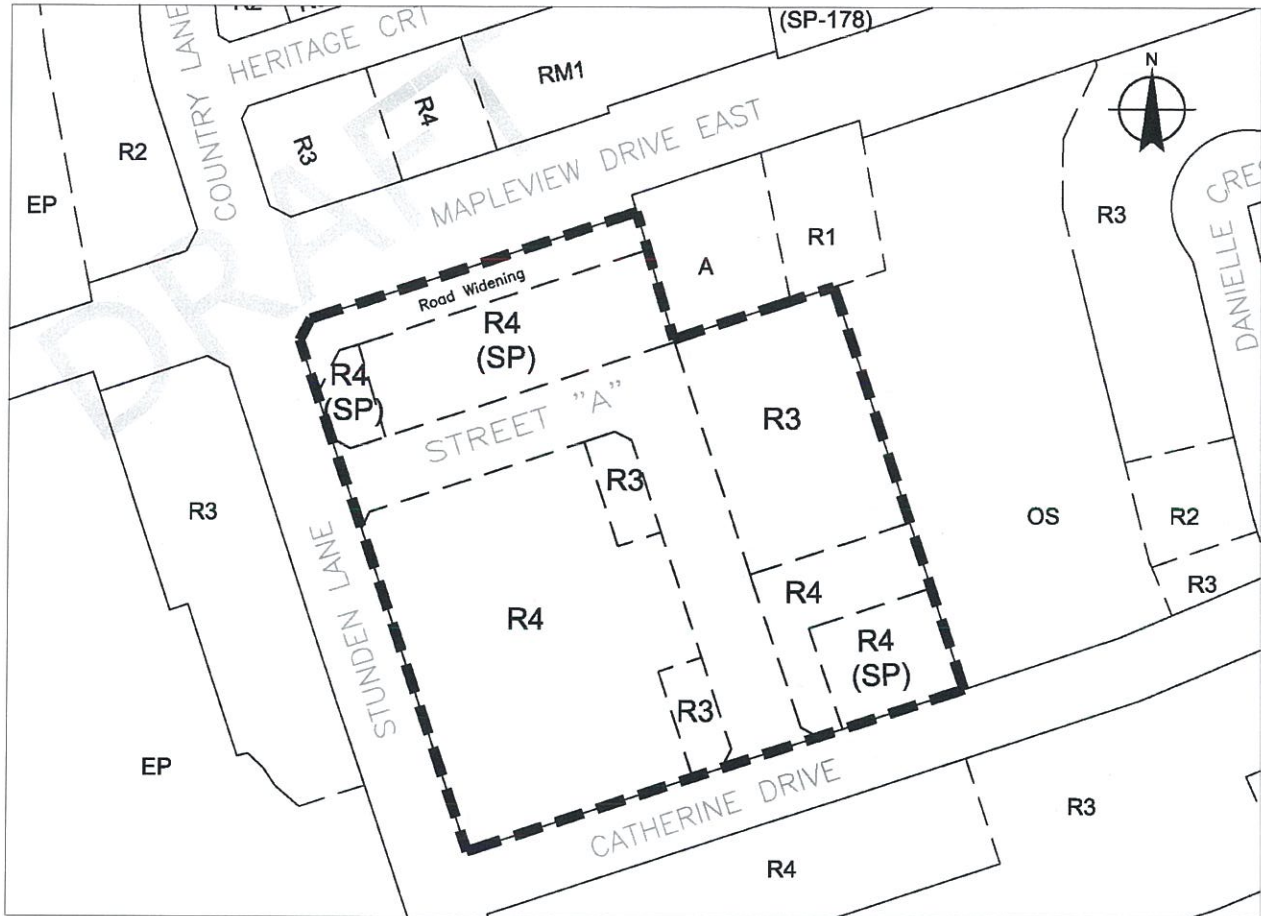 (SP-178)
COUNTRY LANE
HERITAGE CRT
RM1
R4
R3
R2
EP
MAPLEVIEW DRIVE EAST
N
R3
DANIELLE CRES
A
R1
Road Widening
R4
(SP)
R4
(SP)
STREET "A"
R3
R3
R3
OS
R2
R3
STUNDEN LANE
R4
R4
R4
(SP)
R3
EP
CATHERINE DRIVE
R3
R4
DRAFT